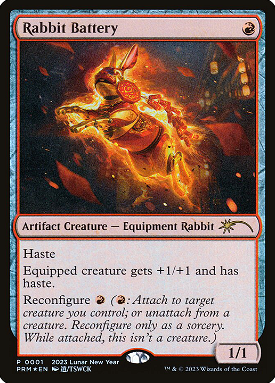 Rabbit Battery
Artifact Creature — Equipment Rabbit
Haste
Equipped creature gets +1/+1 and has
haste.
Reconfigure (: Attach to target
creature you control; or unattach from a
creature. Reconfigure only as a sorcery.
While attached, this isn't a creature.)
1/1
P 0001 2023 Lunar New Year
PRM ★ EN TSWCK
™ & © 2023 Wizards of the Coast